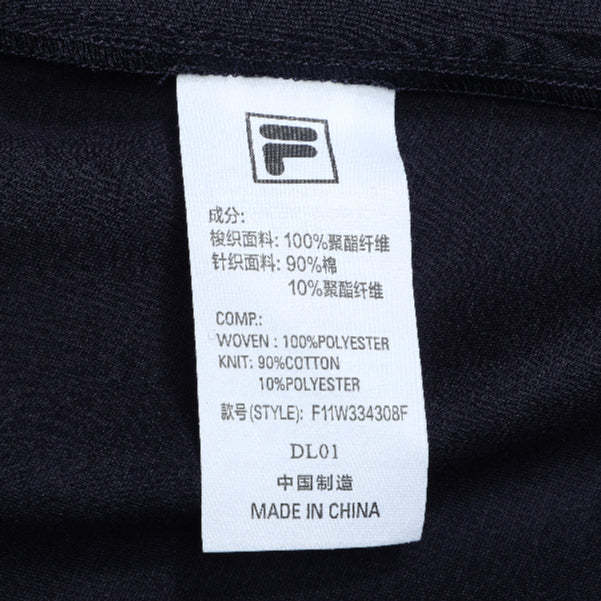 F
成分:
梭织面料: 100%聚酯纤维
针织面料: 90%棉
10%聚酯纤维
COMP.:
WOVEN : 100%POLYESTER
KNIT: 90%COTTON
10%POLYESTER
款号(STYLE): F11W334308F
DL01
中国制造
MADE IN CHINA